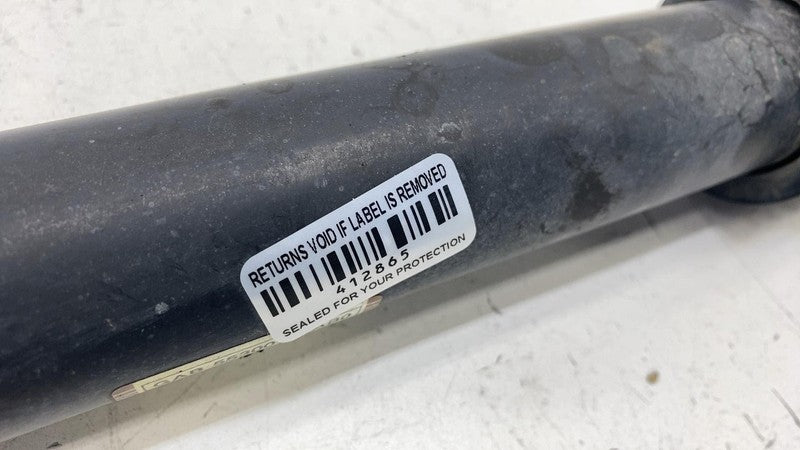 RETURNS VOID IF LABEL IS REMOVED
412865
SEALED FOR YOUR PROTECTION